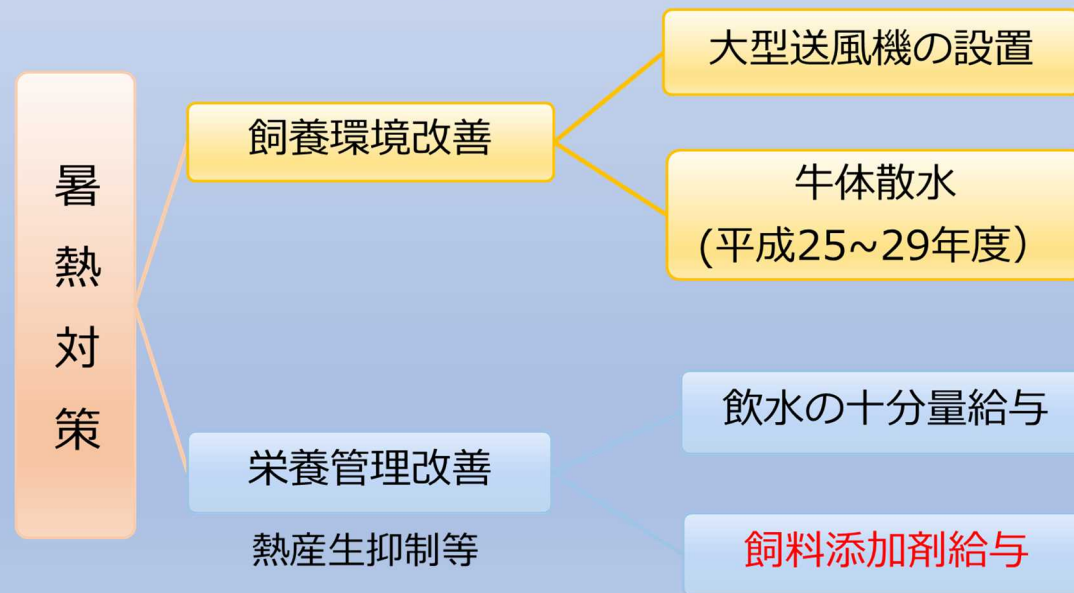 暑熱対策
飼養環境改善
大型送風機の設置
牛体散水
(平成25~29年度）
栄養管理改善
熱産生抑制等
飲水の十分量給与
飼料添加剤給与